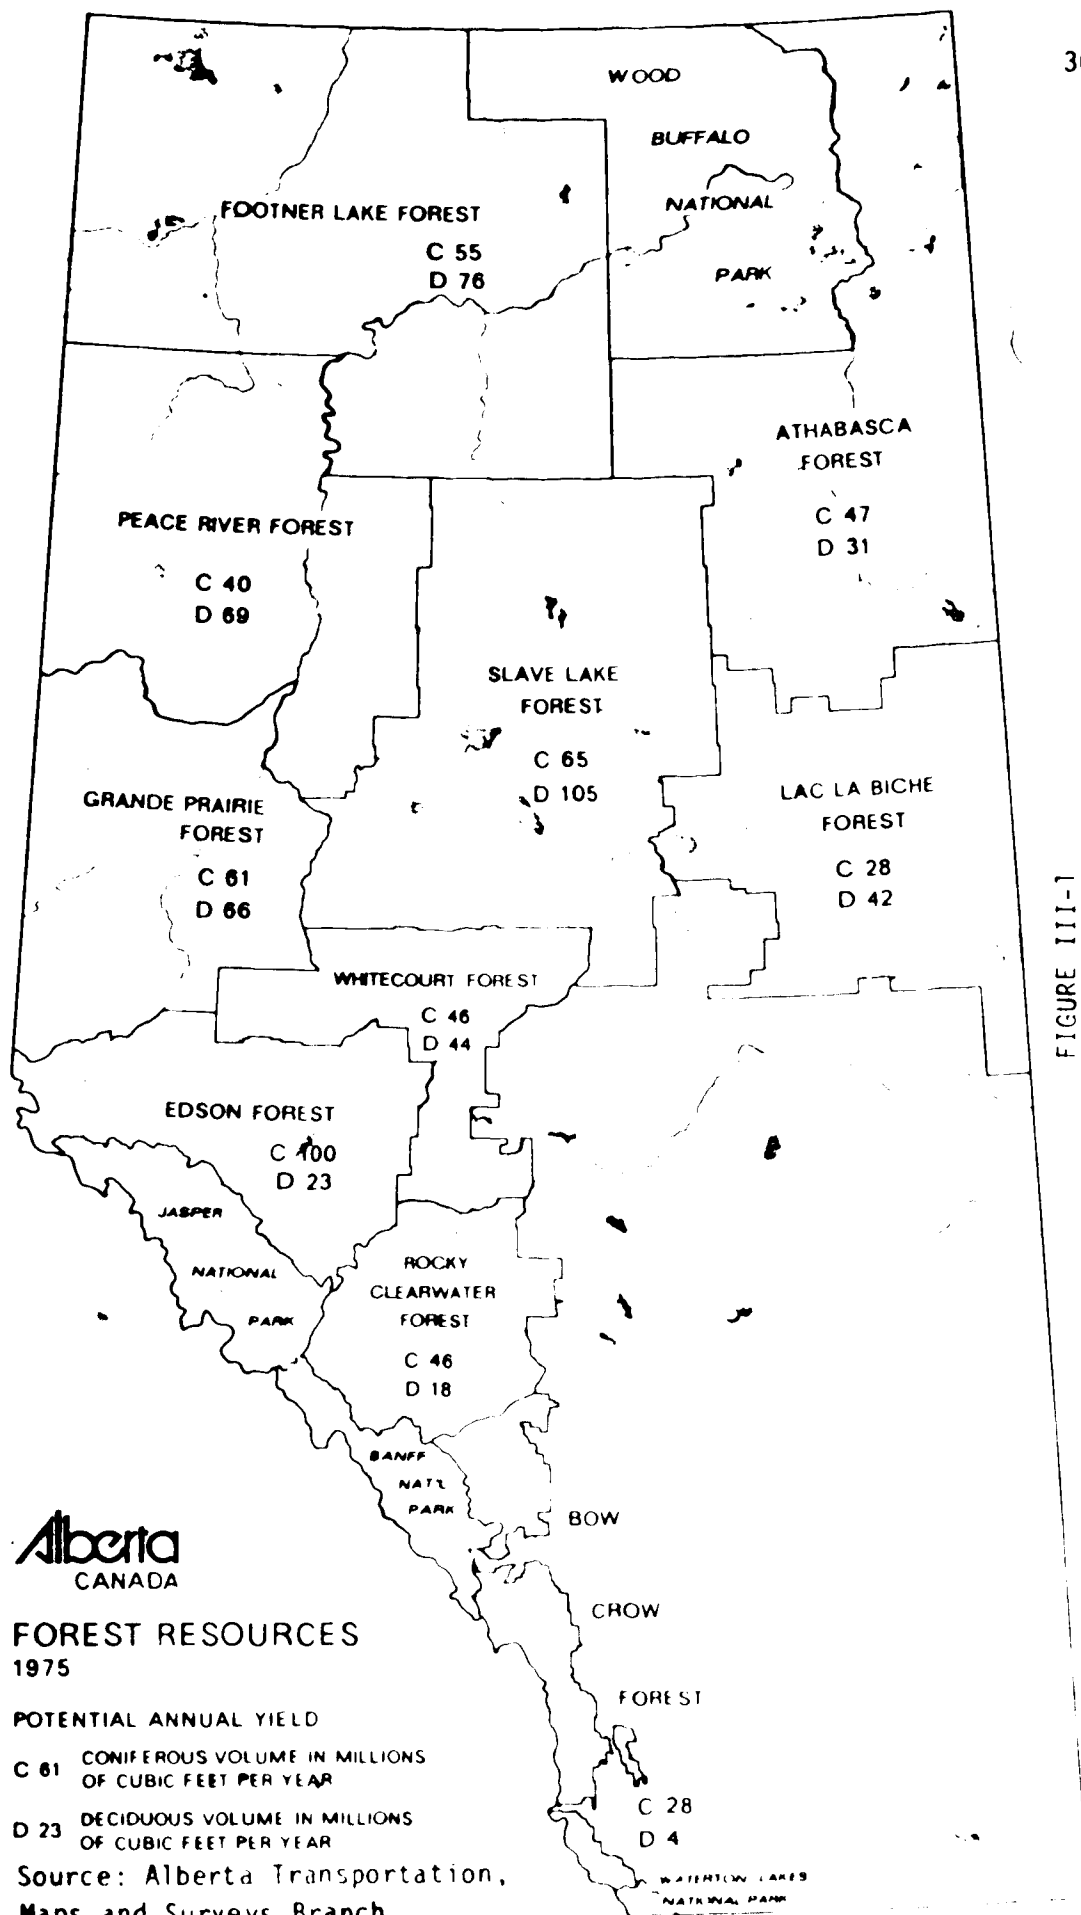 WOOD
BUFFALO
NATIONAL
PARK
FOOTNER LAKE FOREST
C 55
D 76
ATHABASCA
FOREST
C 47
D 31
PEACE RIVER FOREST
C 40
D 69
SLAVE LAKE
FOREST
C 65
D 105
GRANDE PRAIRIE
FOREST
C 61
D 66
LAC LA BICHE
FOREST
C 28
D 42
WHITECOURT FOREST
C 46
D 44
EDSON FOREST
C 100
D 23
JASPER
NATIONAL
PARK
ROCKY
CLEARWATER
FOREST
C 46
D 18
BANFF
NAT'L
PARK
BOW
CROW
FOREST
C 28
D 4
WATERTON LAKES
NATIONAL PARK
FIGURE III-1
Alberta
CANADA
FOREST RESOURCES
1975
POTENTIAL ANNUAL YIELD
C 61 CONIFEROUS VOLUME IN MILLIONS
OF CUBIC FEET PER YEAR
D 23 DECIDUOUS VOLUME IN MILLIONS
OF CUBIC FEET PER YEAR
Source: Alberta Transportation,
Maps and Surveys Branch